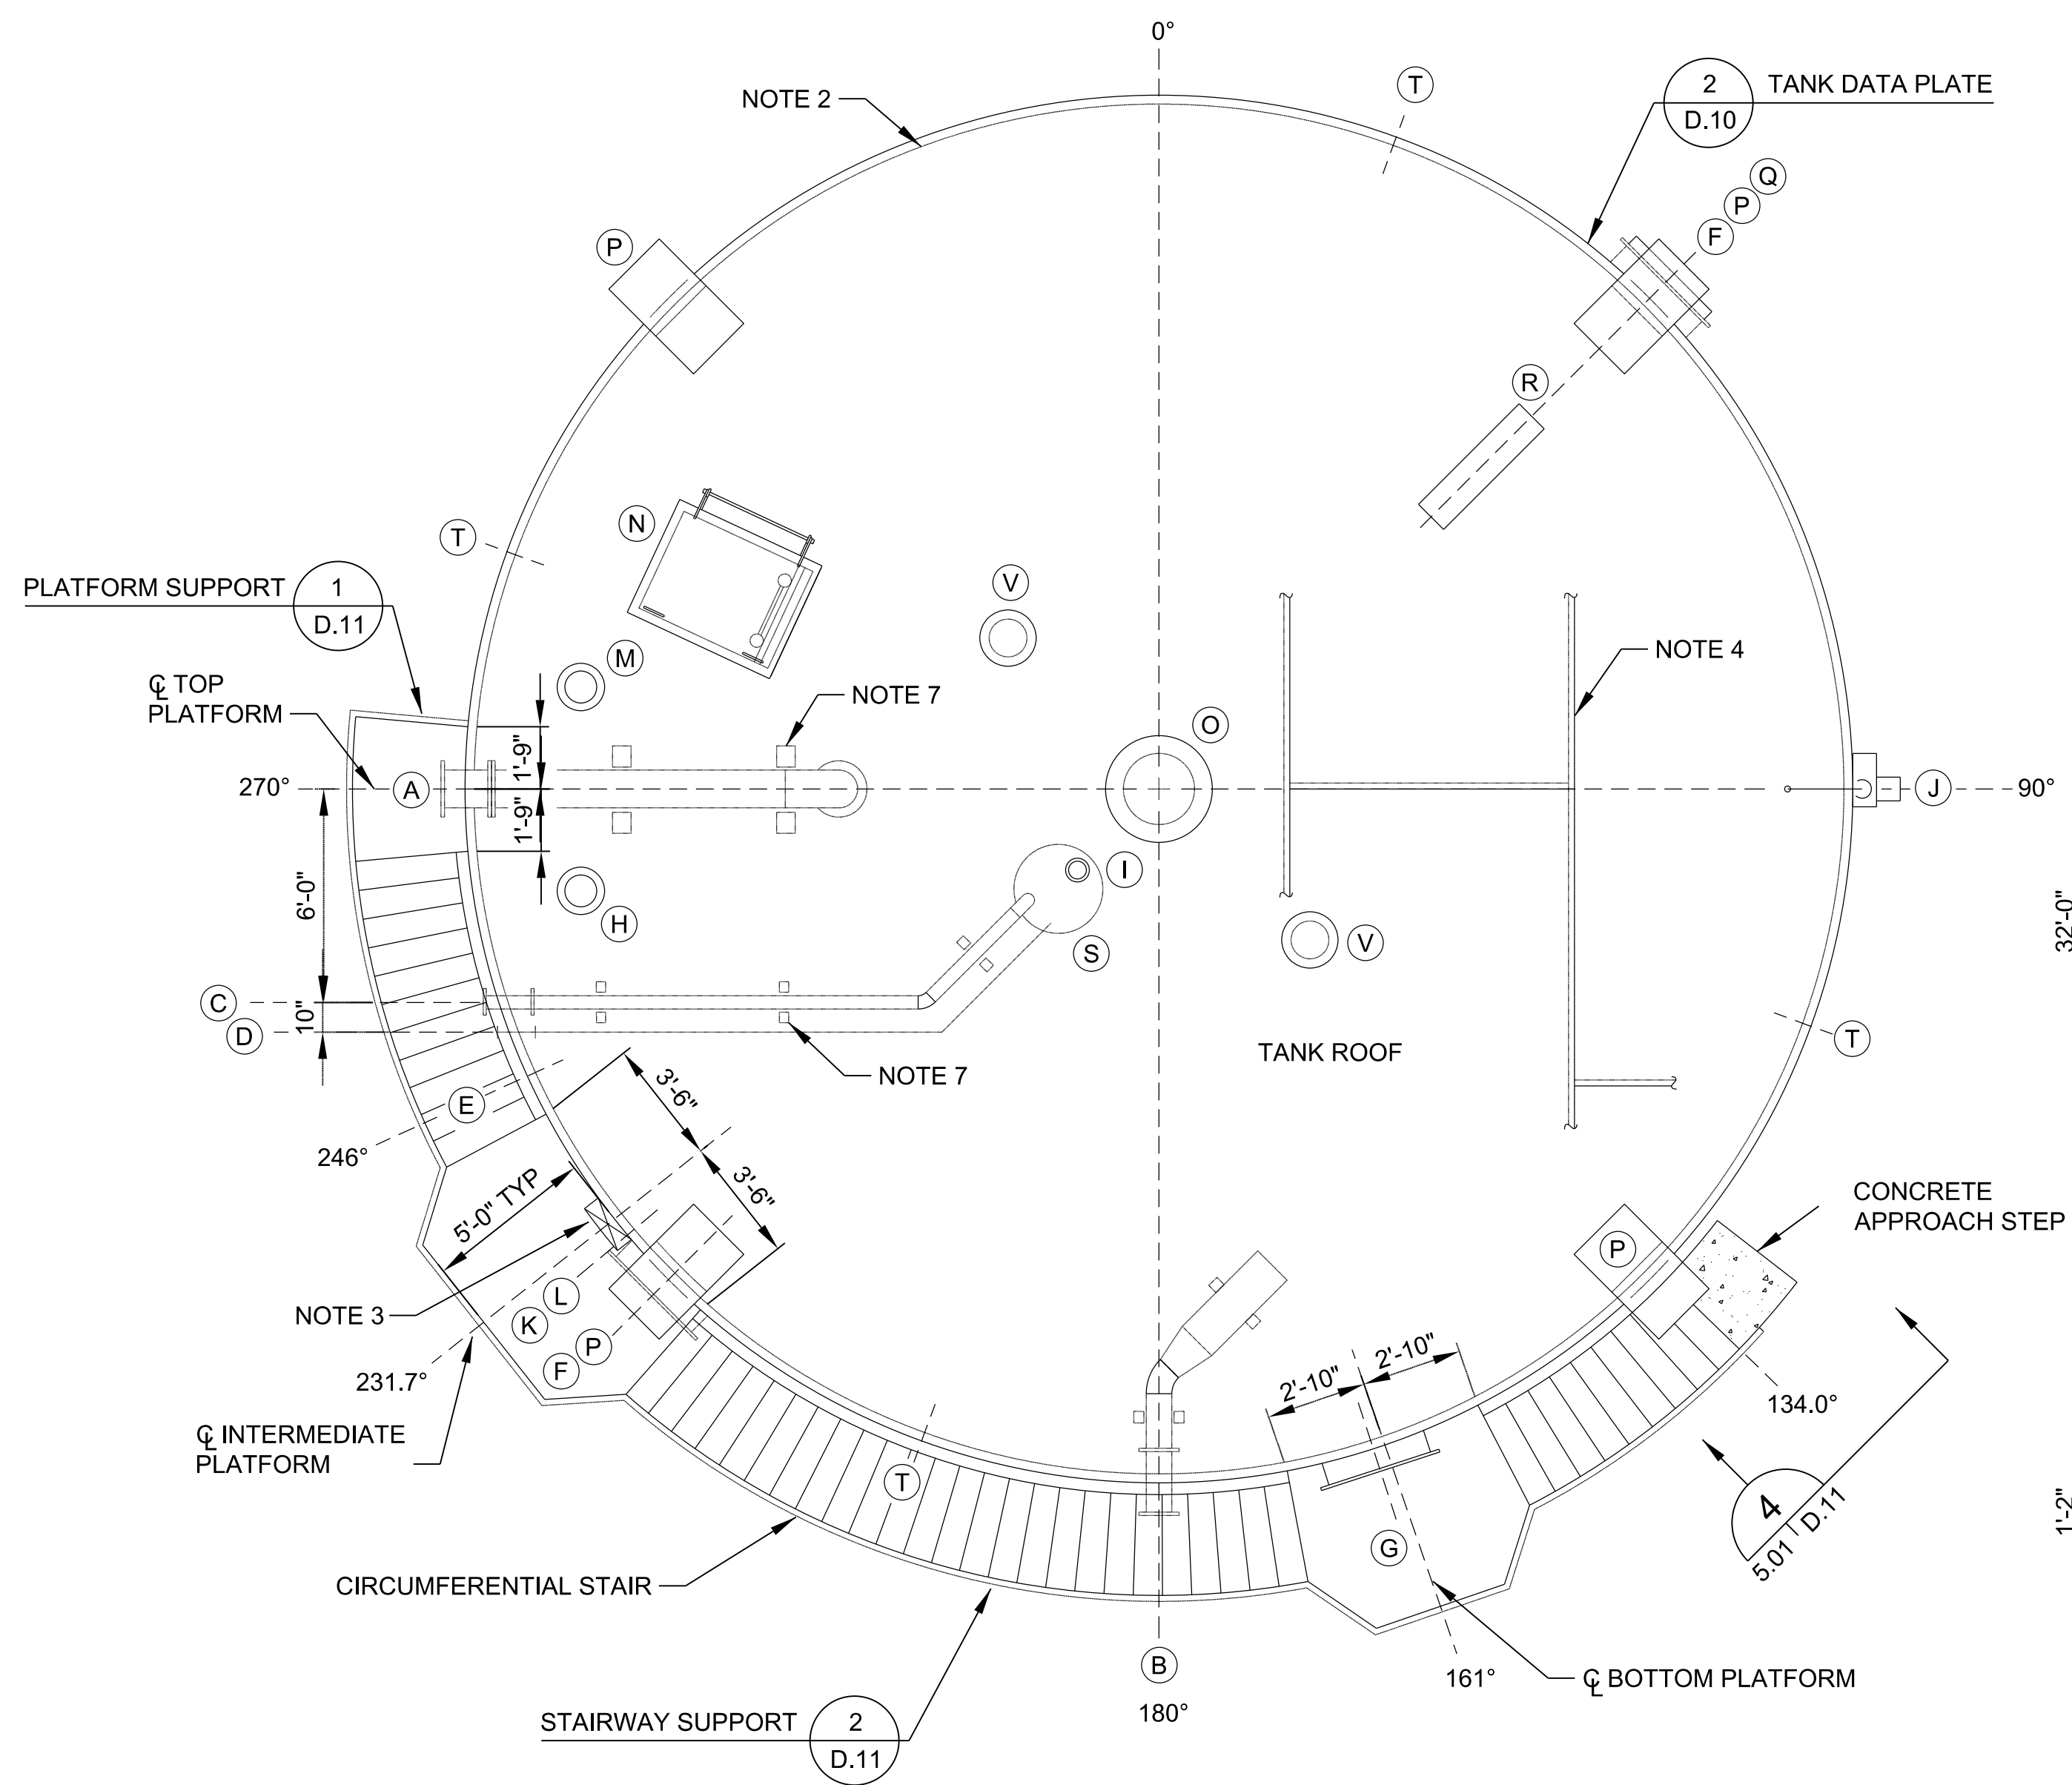 0°
NOTE 2
T
2
D.10
TANK DATA PLATE
Q
P
F
P
R
N
T
PLATFORM SUPPORT
1
D.11
V
M
NOTE 4
℄ TOP
PLATFORM
NOTE 7
O
1'-9"
270°
A
J
90°
1'-9"
I
6'-0"
H
V
S
32'-0"
C
10"
D
T
TANK ROOF
NOTE 7
3'-6"
E
246°
3'-6"
5'-0" TYP
CONCRETE
APPROACH STEP
P
L
NOTE 3
K
P
F
231.7°
2'-10"
2'-10"
134.0°
℄ INTERMEDIATE
PLATFORM
T
4
5.01
D.11
1'-2"
G
CIRCUMFERENTIAL STAIR
B
161°
℄ BOTTOM PLATFORM
180°
STAIRWAY SUPPORT
2
D.11